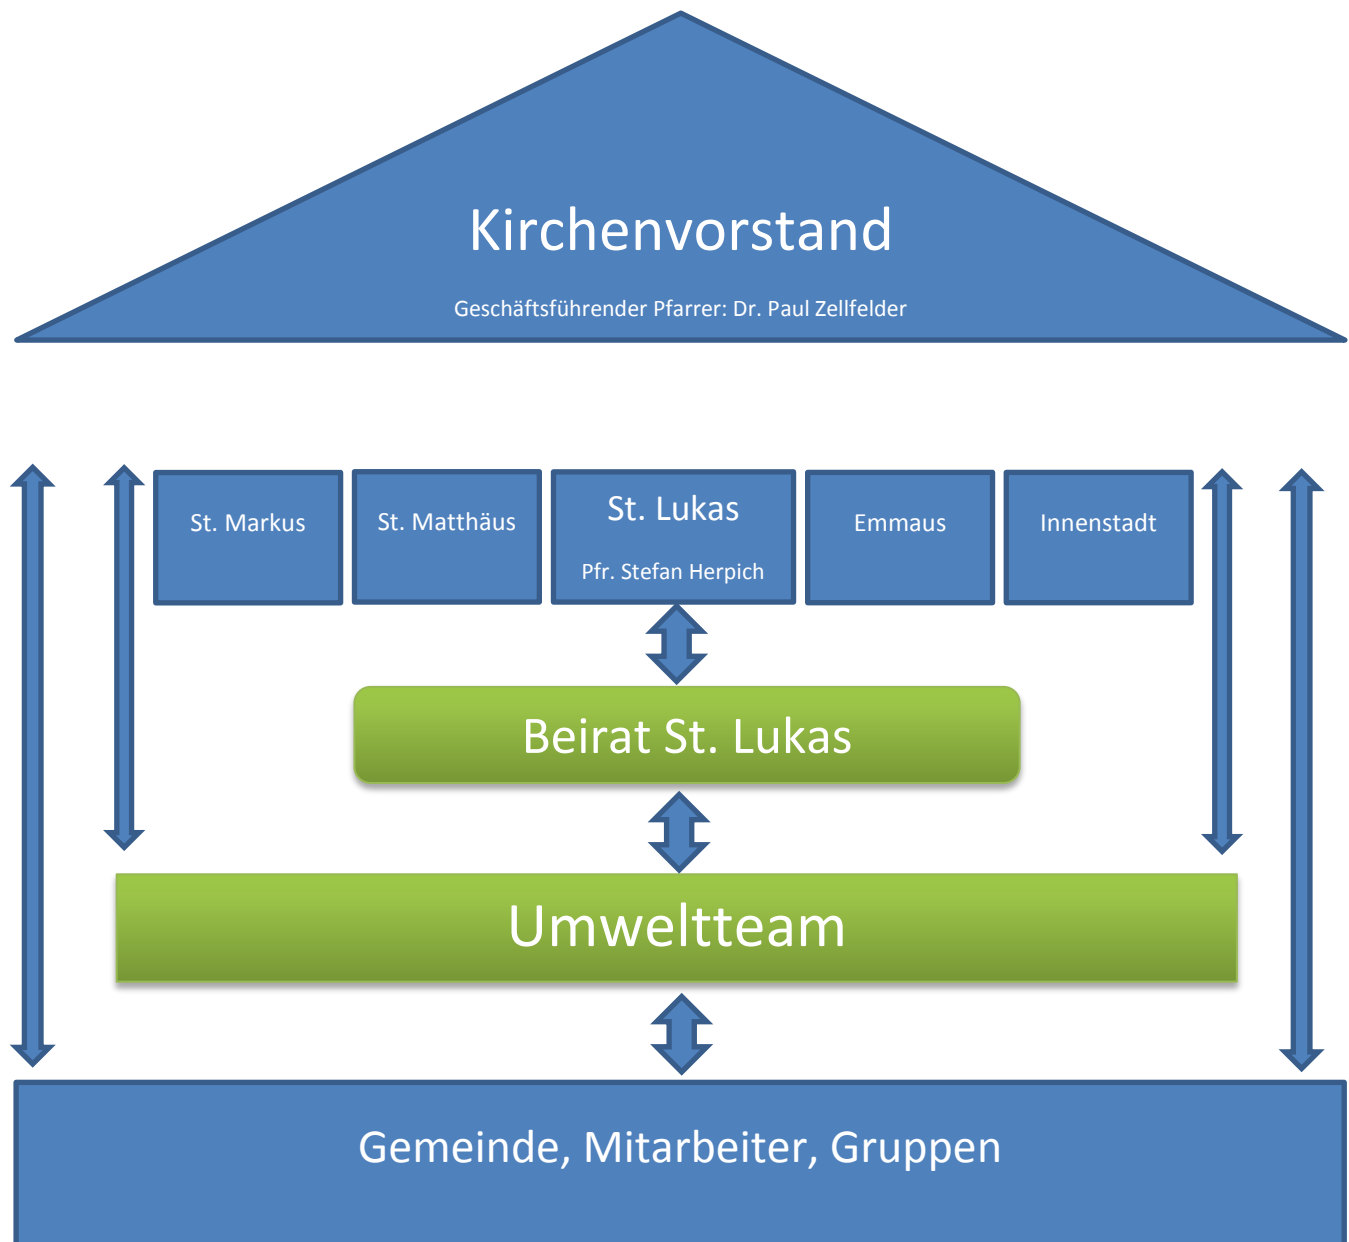 Kirchenvorstand
Geschäftsführender Pfarrer: Dr. Paul Zellfelder
St. Markus
St. Matthäus
St. Lukas
Pfr. Stefan Herpich
Emmaus
Innenstadt
Beirat St. Lukas
Umweltteam
Gemeinde, Mitarbeiter, Gruppen